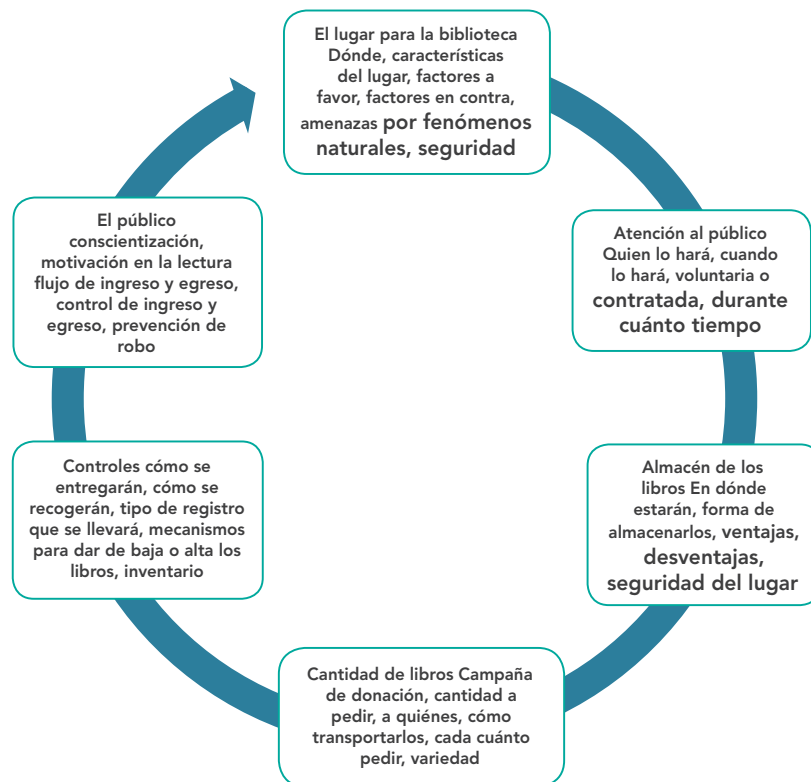 El lugar para la biblioteca
Dónde, características
del lugar, factores a
favor, factores en contra,
amenazas por fenómenos
naturales, seguridad
Atención al público
Quien lo hará, cuando
lo hará, voluntaria o
contratada, durante
cuánto tiempo
Almacén de los
libros En dónde
estarán, forma de
almacenarlos, ventajas,
desventajas,
seguridad del lugar
Cantidad de libros Campaña
de donación, cantidad a
pedir, a quiénes, cómo
transportarlos, cada cuánto
pedir, variedad
Controles cómo se
entregarán, cómo se
recogerán, tipo de registro
que se llevará, mecanismos
para dar de baja o alta los
libros, inventario
El público
conscientización,
motivación en la lectura
flujo de ingreso y egreso,
control de ingreso y
egreso, prevención de
robo